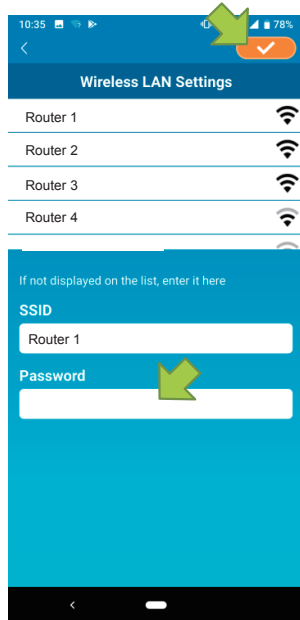 10:35 78%
Wireless LAN Settings
Router 1
Router 2
Router 3
Router 4
If not displayed on the list, enter it here
SSID
Router 1
Password